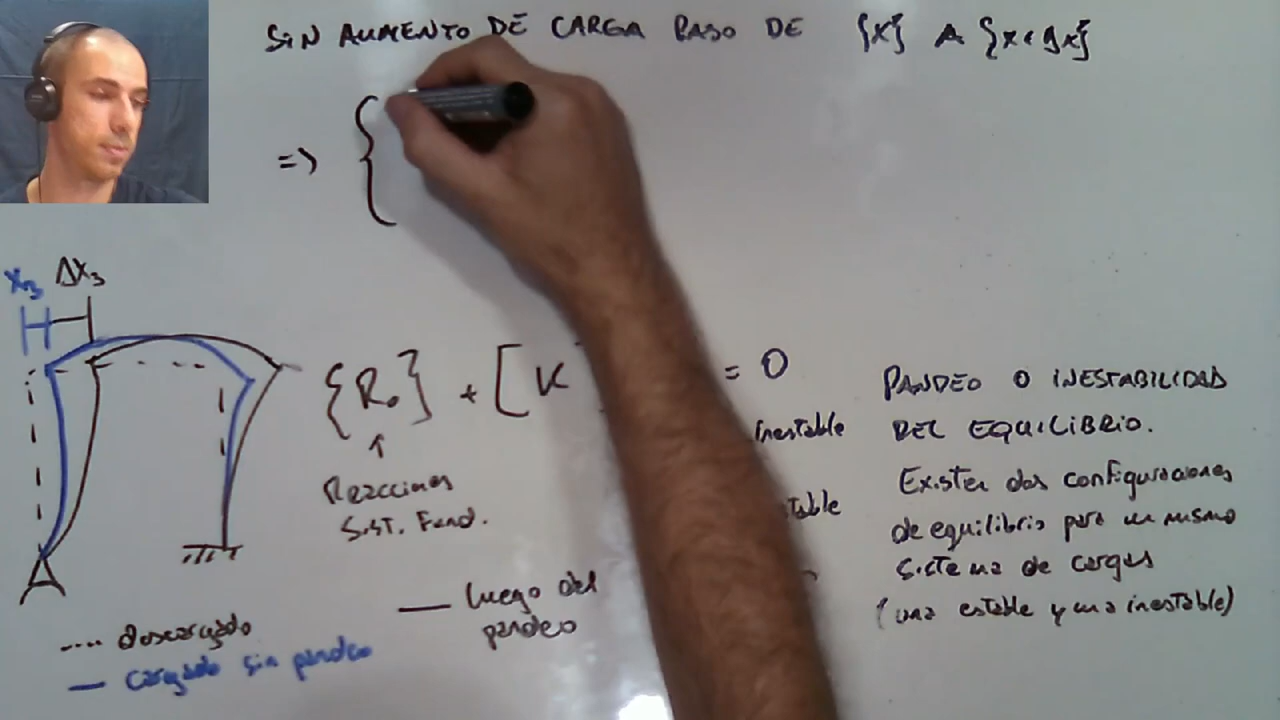 SIN AUMENTO DE CARGA PASO DE {x} A {x+gx}
=> {
x3 Δx3
{R₀} + [K = 0
↑
Reacciones
Sist. Fund.
inestable
PANDEO O INESTABILIDAD
DEL EQUILIBRIO.
Existen dos configuraciones
de equilibrio para un mismo
sistema de cargas
(una estable y una inestable)
---- descargado
— cargado sin pandeo
— luego del
pandeo